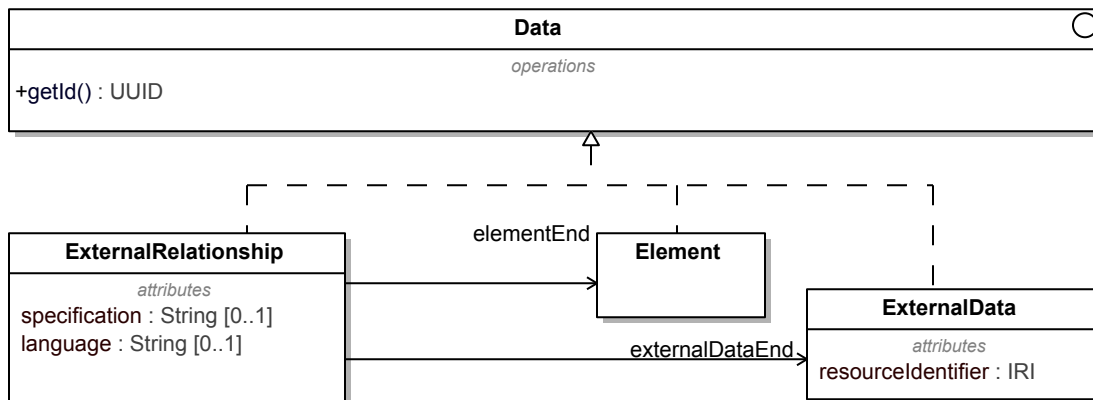 Data
operations
+getId() : UUID
elementEnd
ExternalRelationship
attributes
specification : String [0..1]
language : String [0..1]
Element
externalDataEnd
ExternalData
attributes
resourceIdentifier : IRI